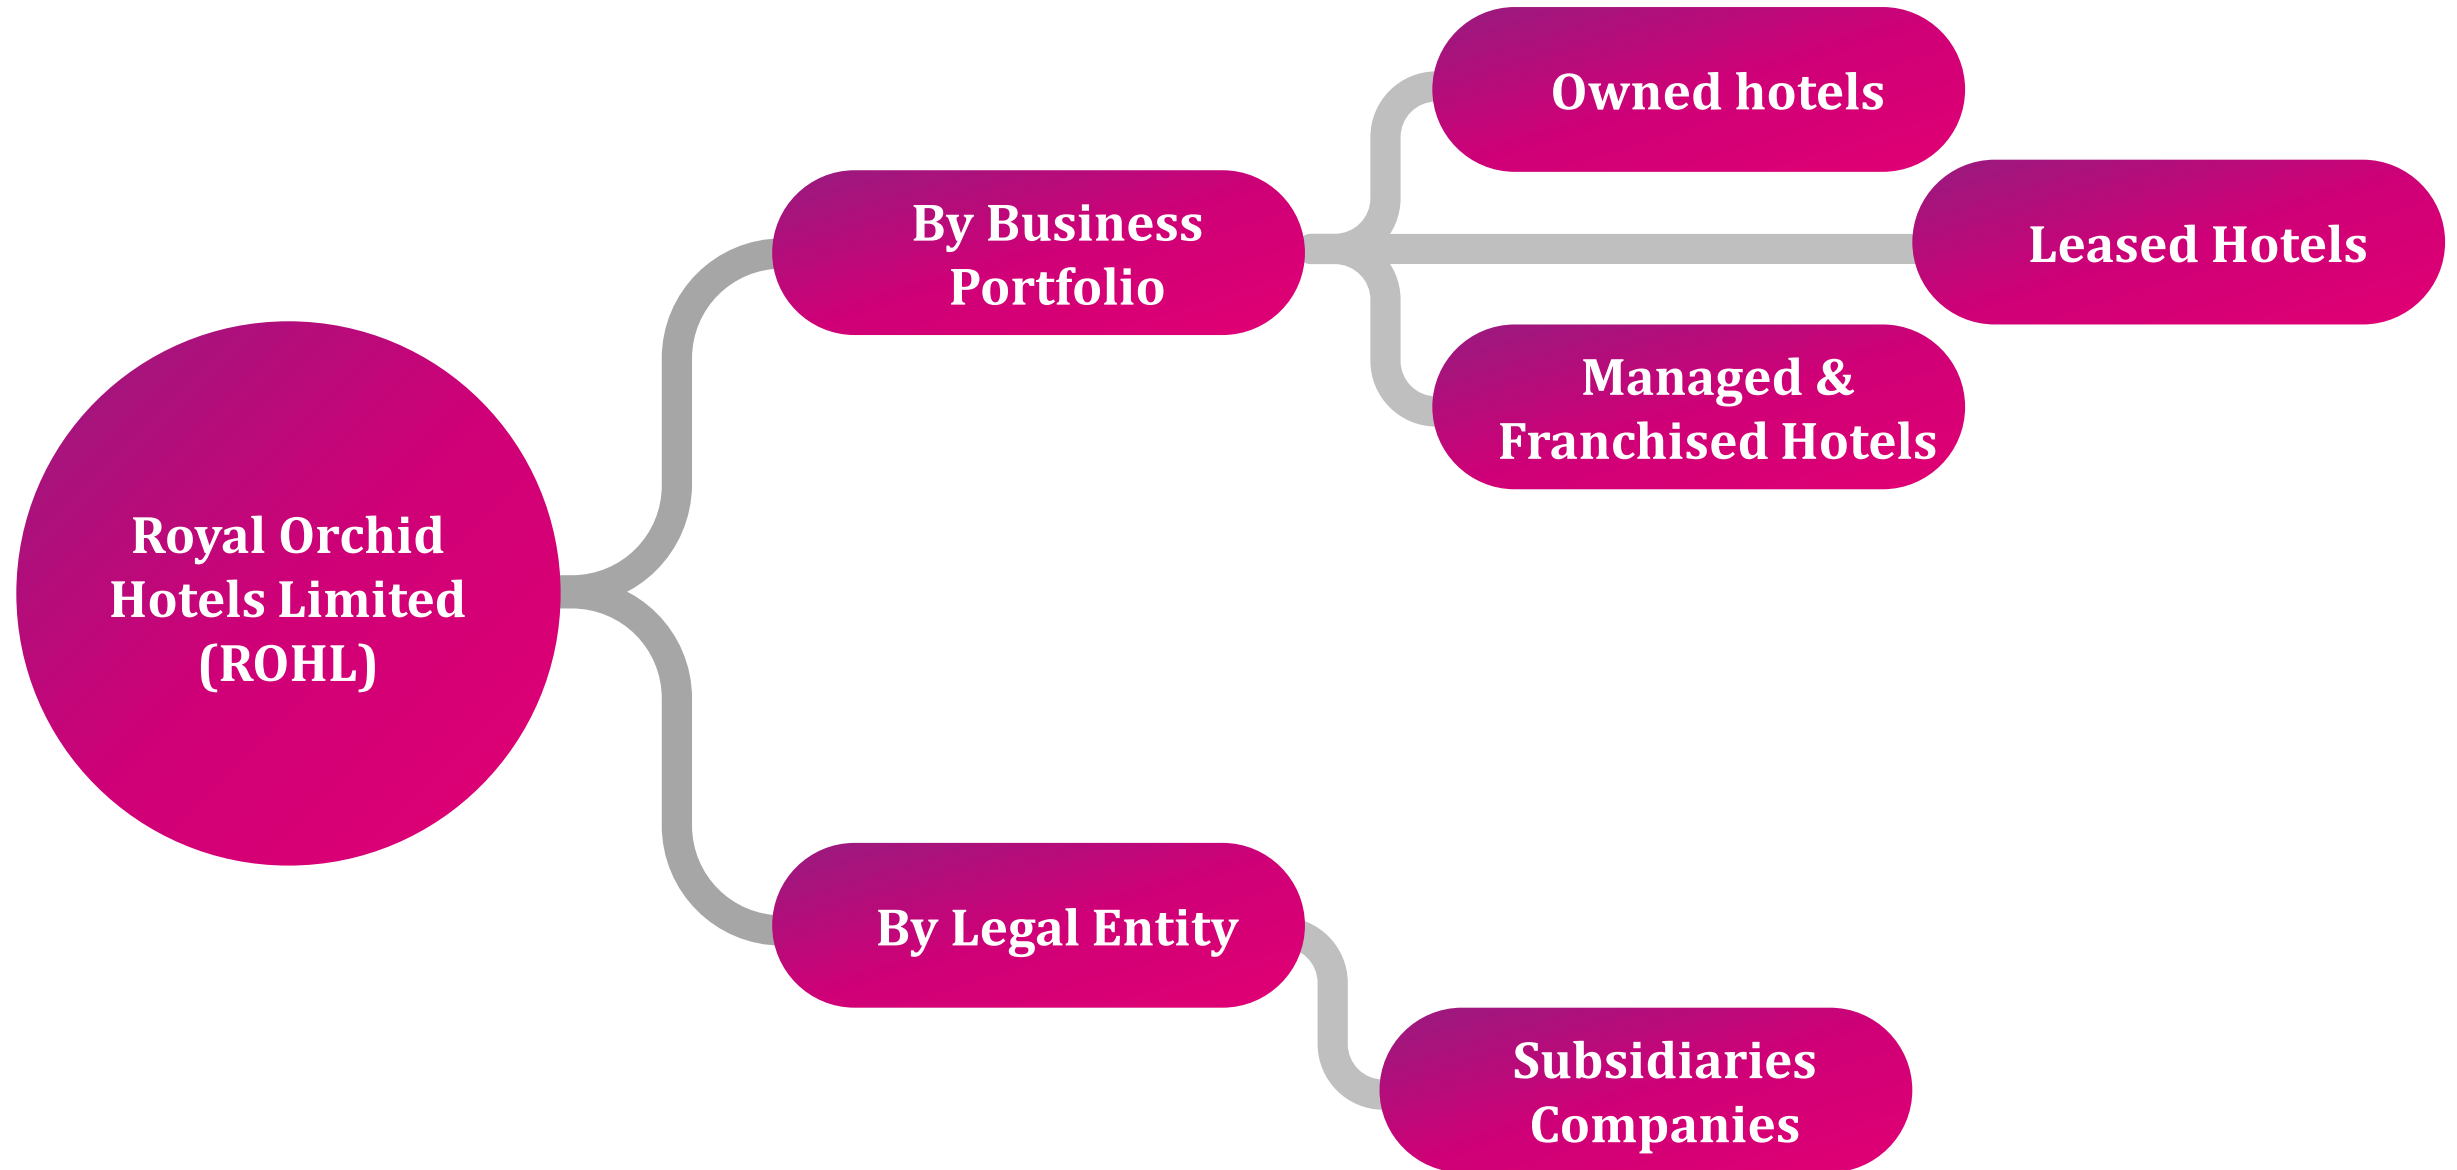 Royal Orchid
Hotels Limited
(ROHL)
By Business
Portfolio
Owned hotels
Leased Hotels
Managed &
Franchised Hotels
By Legal Entity
Subsidiaries
Companies